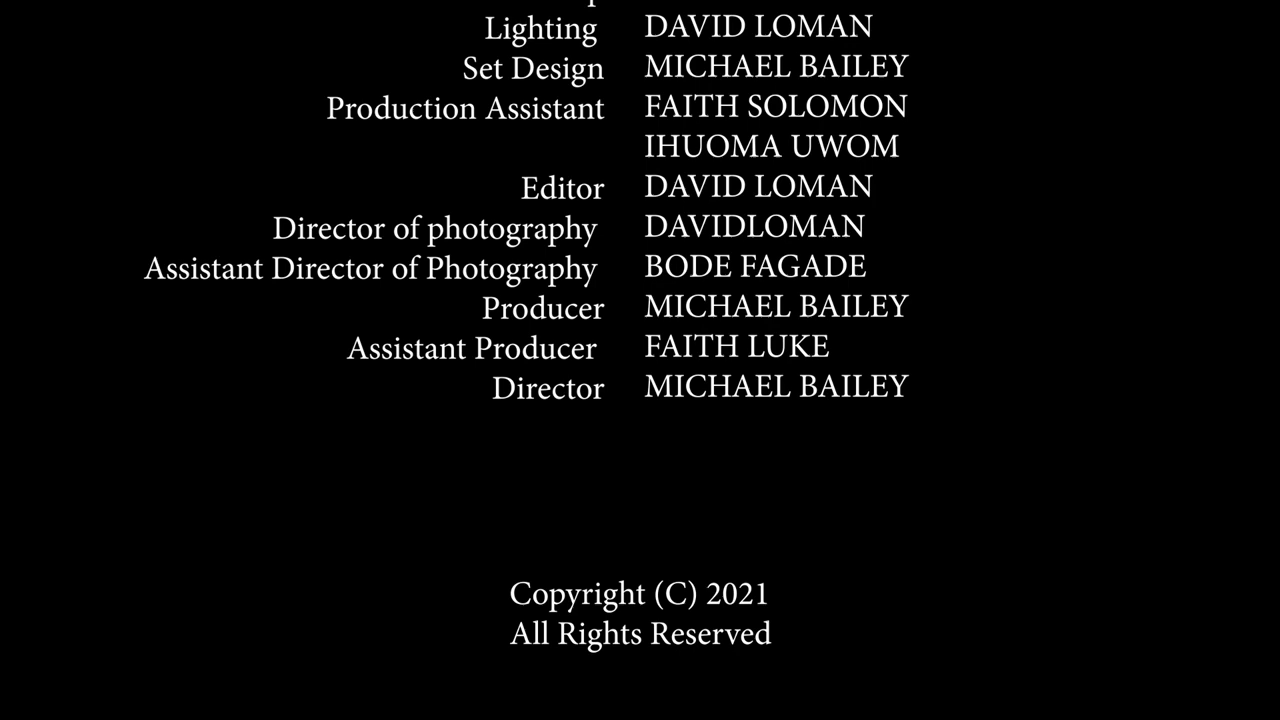 Lighting DAVID LOMAN
Set Design MICHAEL BAILEY
Production Assistant FAITH SOLOMON
IHUOMA UWOM
Editor DAVID LOMAN
Director of photography DAVIDLOMAN
Assistant Director of Photography BODE FAGADE
Producer MICHAEL BAILEY
Assistant Producer FAITH LUKE
Director MICHAEL BAILEY
Copyright (C) 2021
All Rights Reserved